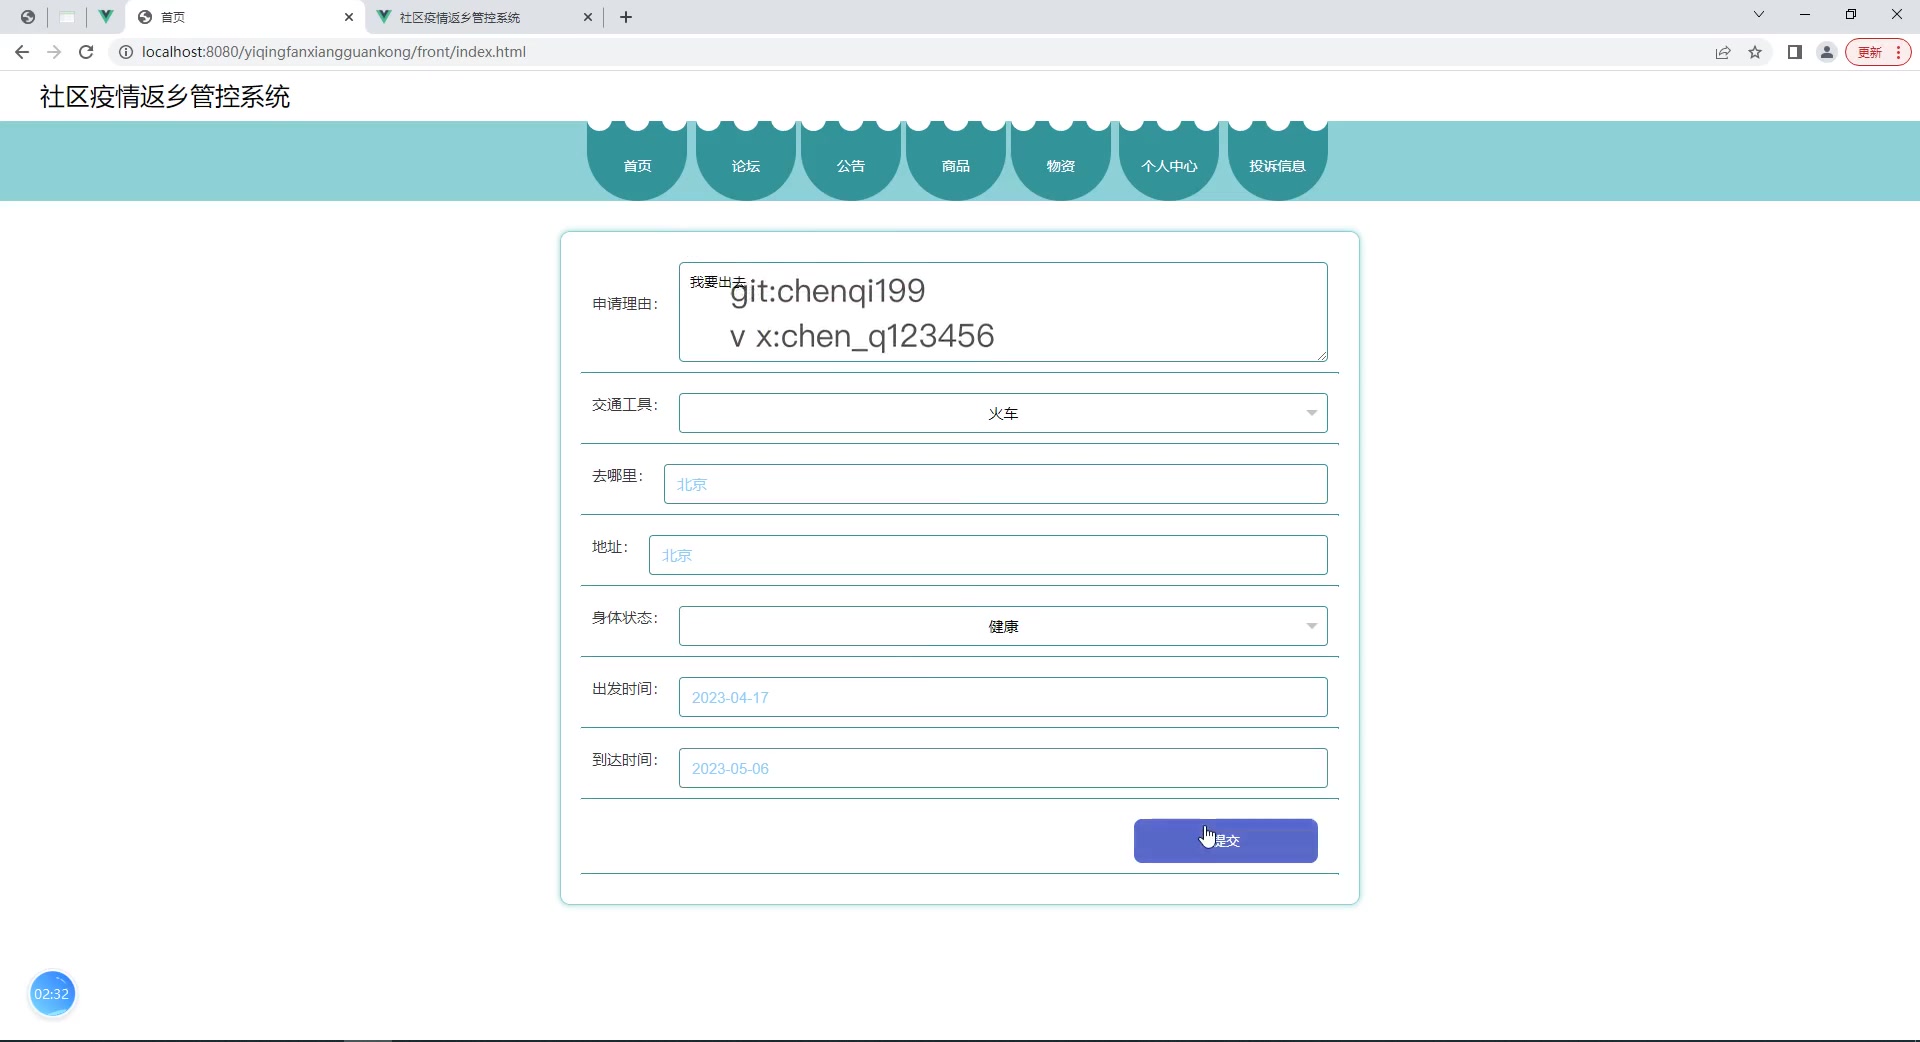 首页
社区疫情返乡管控系统
localhost:8080/yiqingfanxiangguankong/front/index.html
更新
社区疫情返乡管控系统
首页 论坛 公告 商品 物资 个人中心 投诉信息
申请理由：
我要出去
git:chenqi199
v x:chen_q123456
交通工具：
火车
去哪里：
北京
地址：
北京
身体状态：
健康
出发时间：
2023-04-17
到达时间：
2023-05-06
提交
02:32